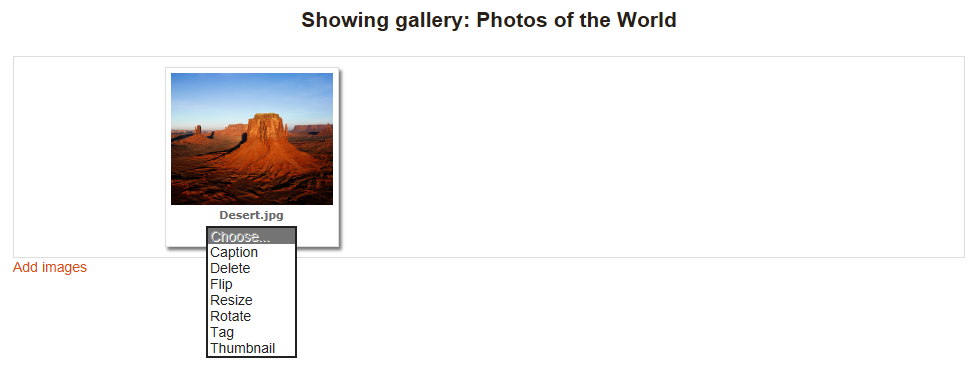 Showing gallery: Photos of the World
Desert.jpg
Choose...
Caption
Delete
Flip
Resize
Rotate
Tag
Thumbnail
Add images